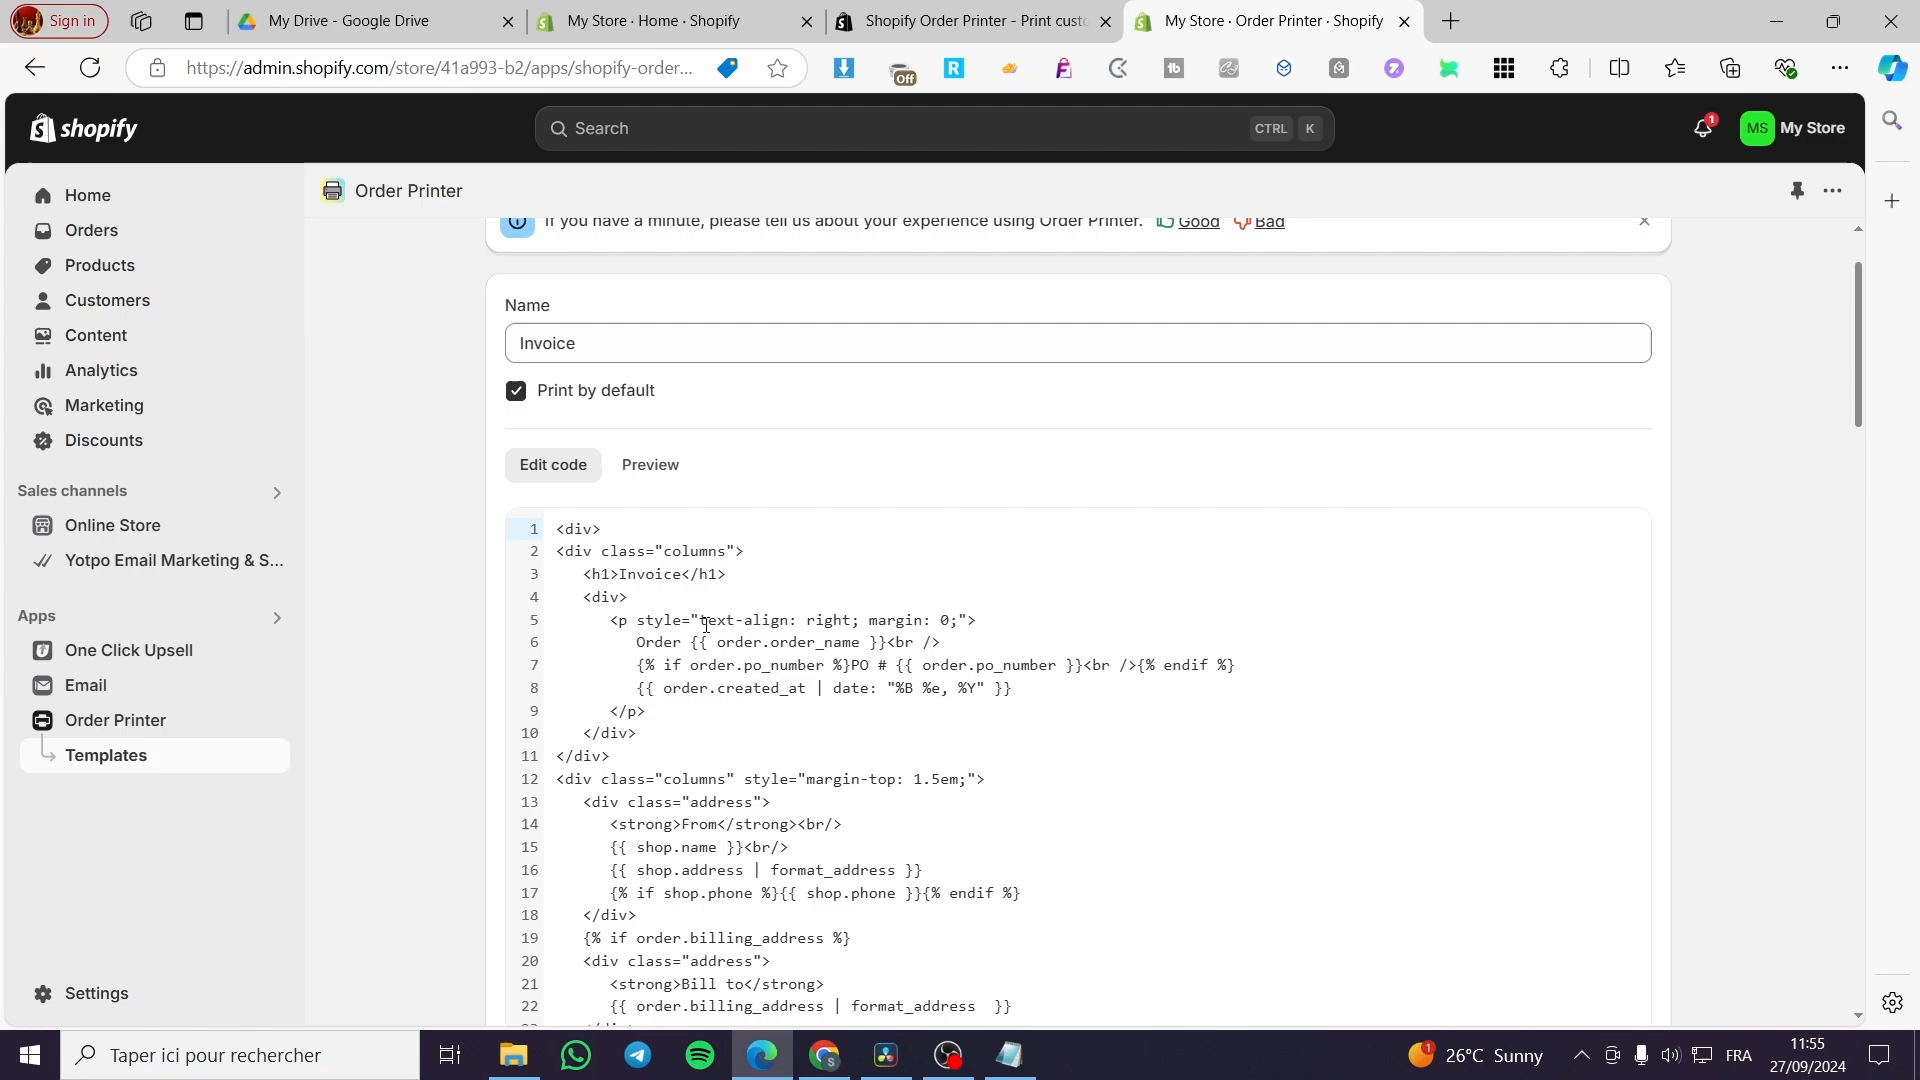 Sign in
My Drive - Google Drive
My Store · Home · Shopify
Shopify Order Printer - Print custo
My Store · Order Printer · Shopify
https://admin.shopify.com/store/41a993-b2/apps/shopify-order...
Off
shopify
Search
CTRL K
1
MS My Store
Home
Orders
Products
Customers
Content
Analytics
Marketing
Discounts
Sales channels
Online Store
Yotpo Email Marketing & S...
Apps
One Click Upsell
Email
Order Printer
Templates
Settings
Order Printer
If you have a minute, please tell us about your experience using Order Printer. Good Bad
Name
Invoice
Print by default
Edit code Preview
1 <div>
2 <div class="columns">
3 <h1>Invoice</h1>
4 <div>
5 <p style="text-align: right; margin: 0;">
6 Order {{ order.order_name }}<br />
7 {% if order.po_number %}PO # {{ order.po_number }}<br />{% endif %}
8 {{ order.created_at | date: "%B %e, %Y" }}
9 </p>
10 </div>
11 </div>
12 <div class="columns" style="margin-top: 1.5em;">
13 <div class="address">
14 <strong>From</strong><br/>
15 {{ shop.name }}<br/>
16 {{ shop.address | format_address }}
17 {% if shop.phone %}{{ shop.phone }}{% endif %}
18 </div>
19 {% if order.billing_address %}
20 <div class="address">
21 <strong>Bill to</strong>
22 {{ order.billing_address | format_address  }}
Taper ici pour rechercher
1
26°C Sunny
FRA
11:55
27/09/2024